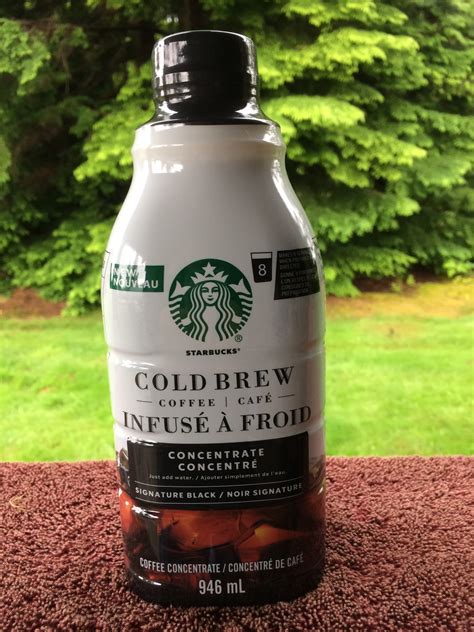 NEW
NOUVEAU
8
STARBUCKS®
COLD BREW
COFFEE | CAFÉ
INFUSÉ À FROID
CONCENTRATE
CONCENTRÉ
Just add water. / Ajouter simplement de l'eau.
SIGNATURE BLACK / NOIR SIGNATURE
COFFEE CONCENTRATE / CONCENTRÉ DE CAFÉ
946 mL